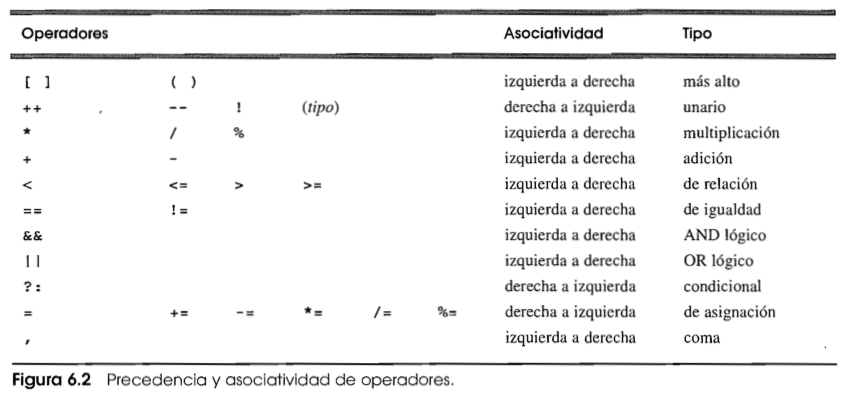 Operadores Asociatividad Tipo
[ ] ( ) izquierda a derecha más alto
++ -- ! (tipo) derecha a izquierda unario
* / % izquierda a derecha multiplicación
+ - izquierda a derecha adición
< <= > >= izquierda a derecha de relación
== != izquierda a derecha de igualdad
&& izquierda a derecha AND lógico
|| izquierda a derecha OR lógico
?: derecha a izquierda condicional
= += -= *= /= %= derecha a izquierda de asignación
, izquierda a derecha coma
Figura 6.2 Precedencia y asociatividad de operadores.